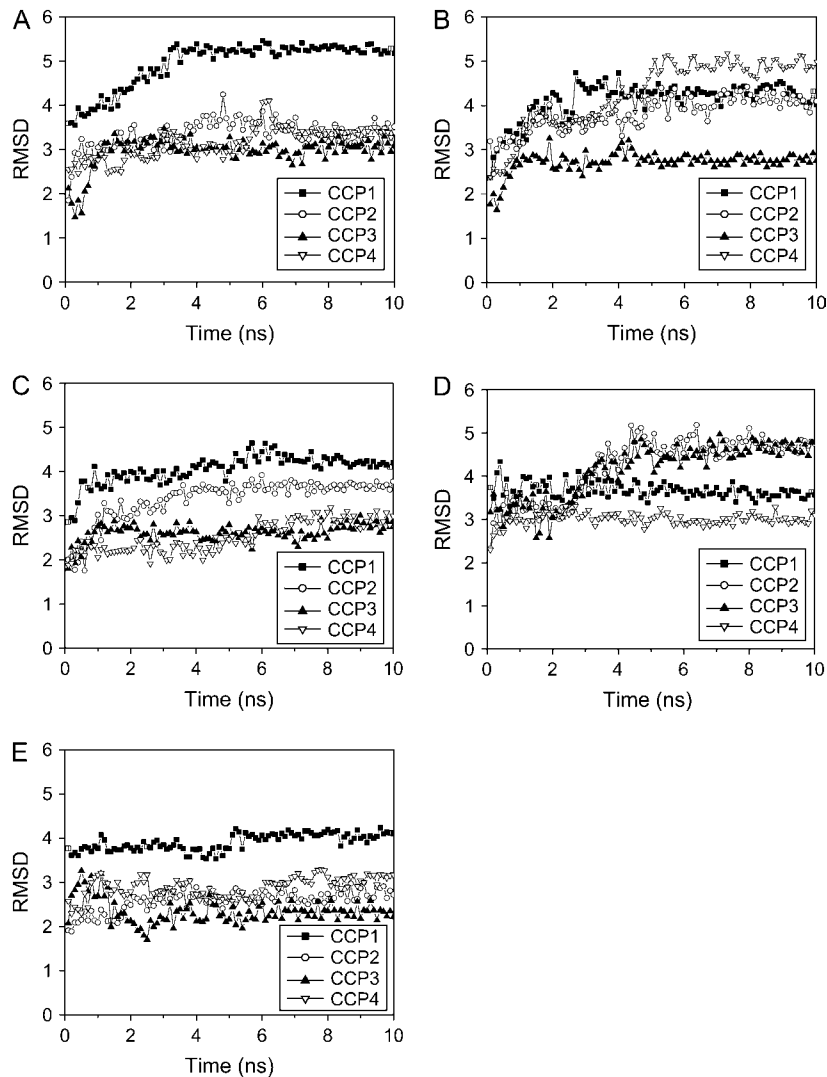 A
6
5
4
3
2
1
0
RMSD
CCP1
CCP2
CCP3
CCP4
0 2 4 6 8 10
Time (ns)
B
6
5
4
3
2
1
0
RMSD
CCP1
CCP2
CCP3
CCP4
0 2 4 6 8 10
Time (ns)
C
6
5
4
3
2
1
0
RMSD
CCP1
CCP2
CCP3
CCP4
0 2 4 6 8 10
Time (ns)
D
6
5
4
3
2
1
0
RMSD
CCP1
CCP2
CCP3
CCP4
0 2 4 6 8 10
Time (ns)
E
6
5
4
3
2
1
0
RMSD
CCP1
CCP2
CCP3
CCP4
0 2 4 6 8 10
Time (ns)